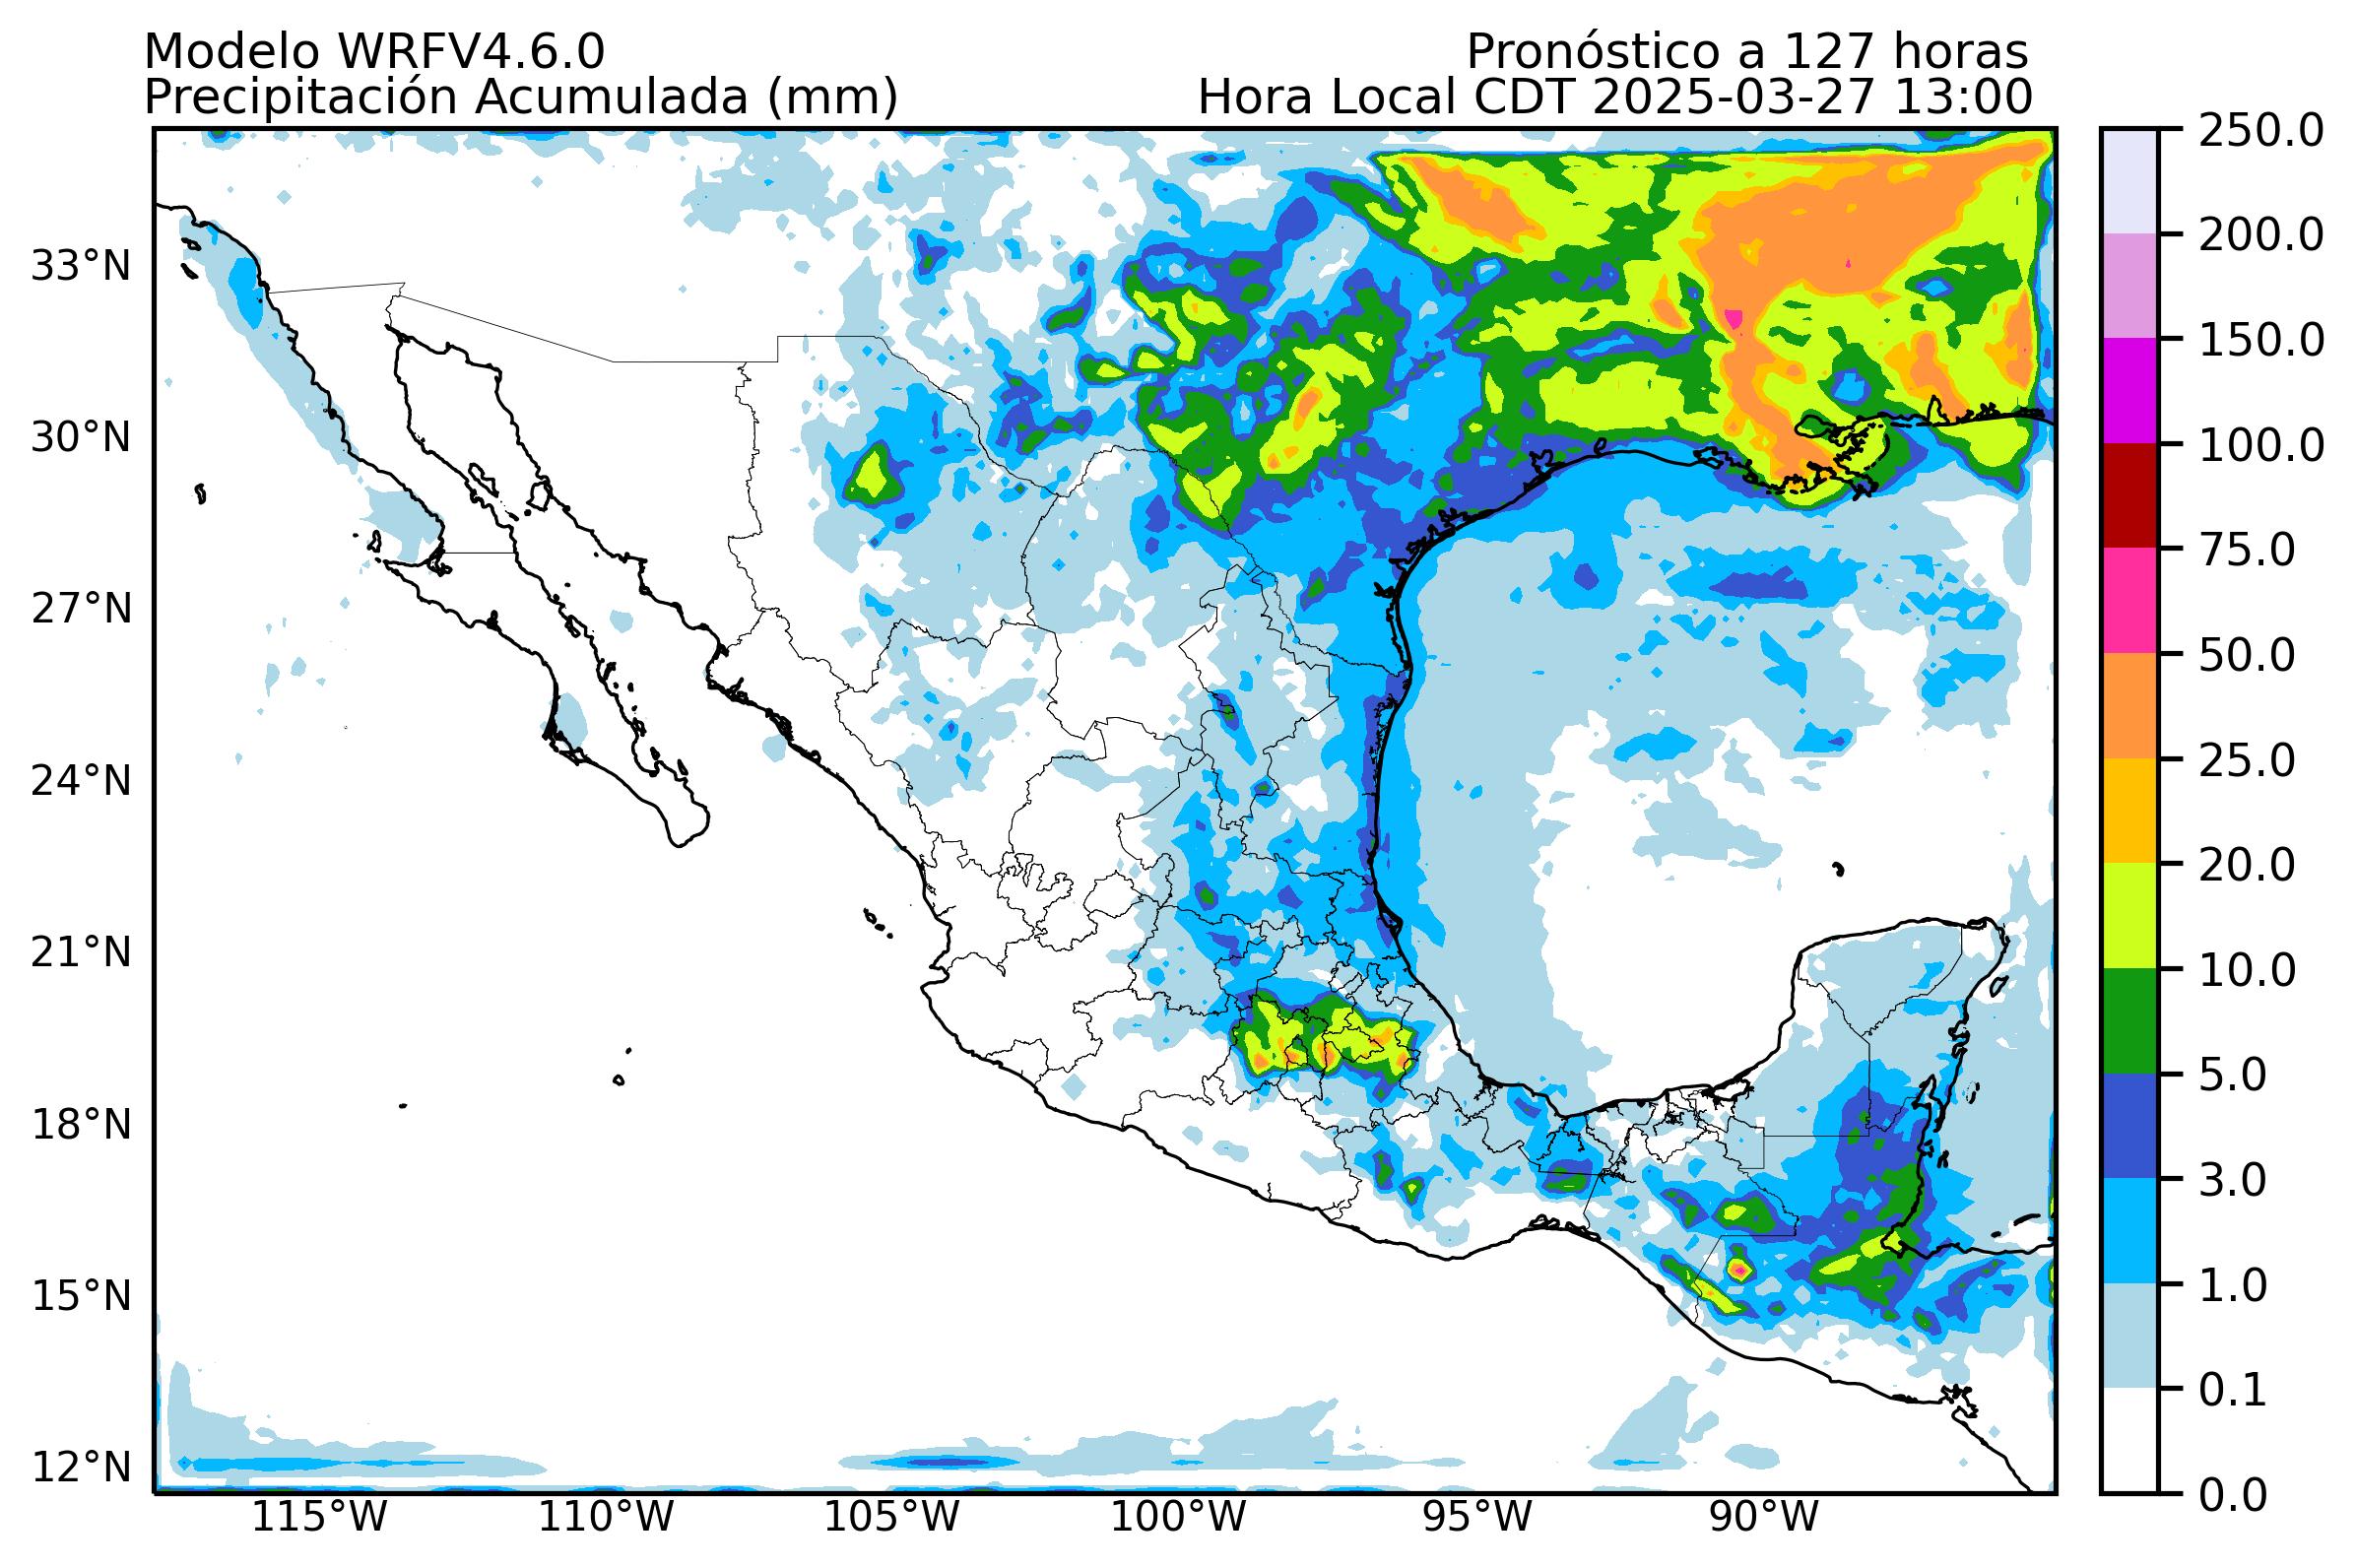 Modelo WRFV4.6.0
Pronóstico a 127 horas
Precipitación Acumulada (mm)
Hora Local CDT 2025-03-27 13:00
33°N
30°N
27°N
24°N
21°N
18°N
15°N
12°N
115°W
110°W
105°W
100°W
95°W
90°W
250.0
200.0
150.0
100.0
75.0
50.0
25.0
20.0
10.0
5.0
3.0
1.0
0.1
0.0